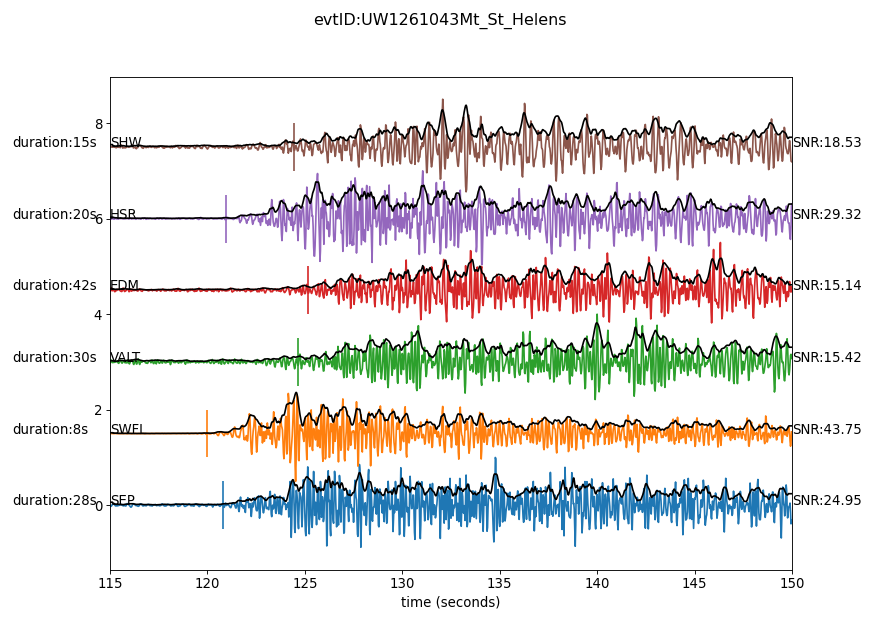 evtID:UW1261043Mt_St_Helens
8
duration:15s SHW SNR:18.53
duration:20s HSR SNR:29.32
6
duration:42s EDM SNR:15.14
4
duration:30s VALT SNR:15.42
2
duration:8s SWFL SNR:43.75
duration:28s SEP SNR:24.95
0
115 120 125 130 135 140 145 150
time (seconds)